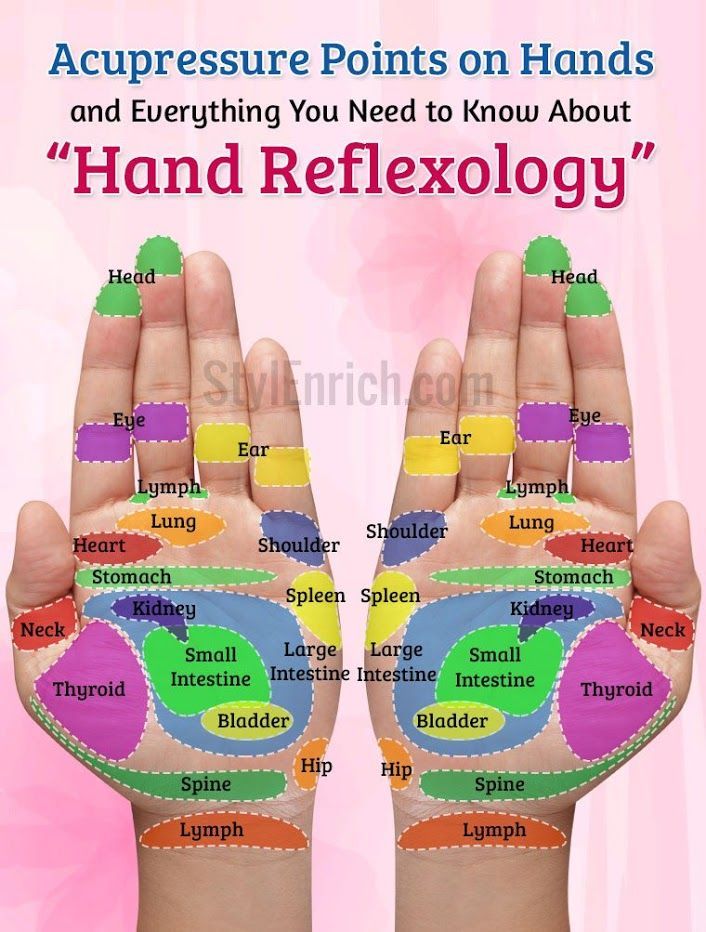 Acupressure Points on Hands
and Everything You Need to Know About
“Hand Reflexology”
Head
Head
StylEnrich.com
Eye
Ear
Ear
Eye
Lymph
Lymph
Lung
Shoulder
Heart
Shoulder
Lung
Heart
Stomach
Stomach
Spleen
Spleen
Kidney
Kidney
Neck
Neck
Large
Intestine
Large
Intestine
Small
Intestine
Small
Intestine
Thyroid
Thyroid
Bladder
Bladder
Hip
Hip
Spine
Spine
Lymph
Lymph